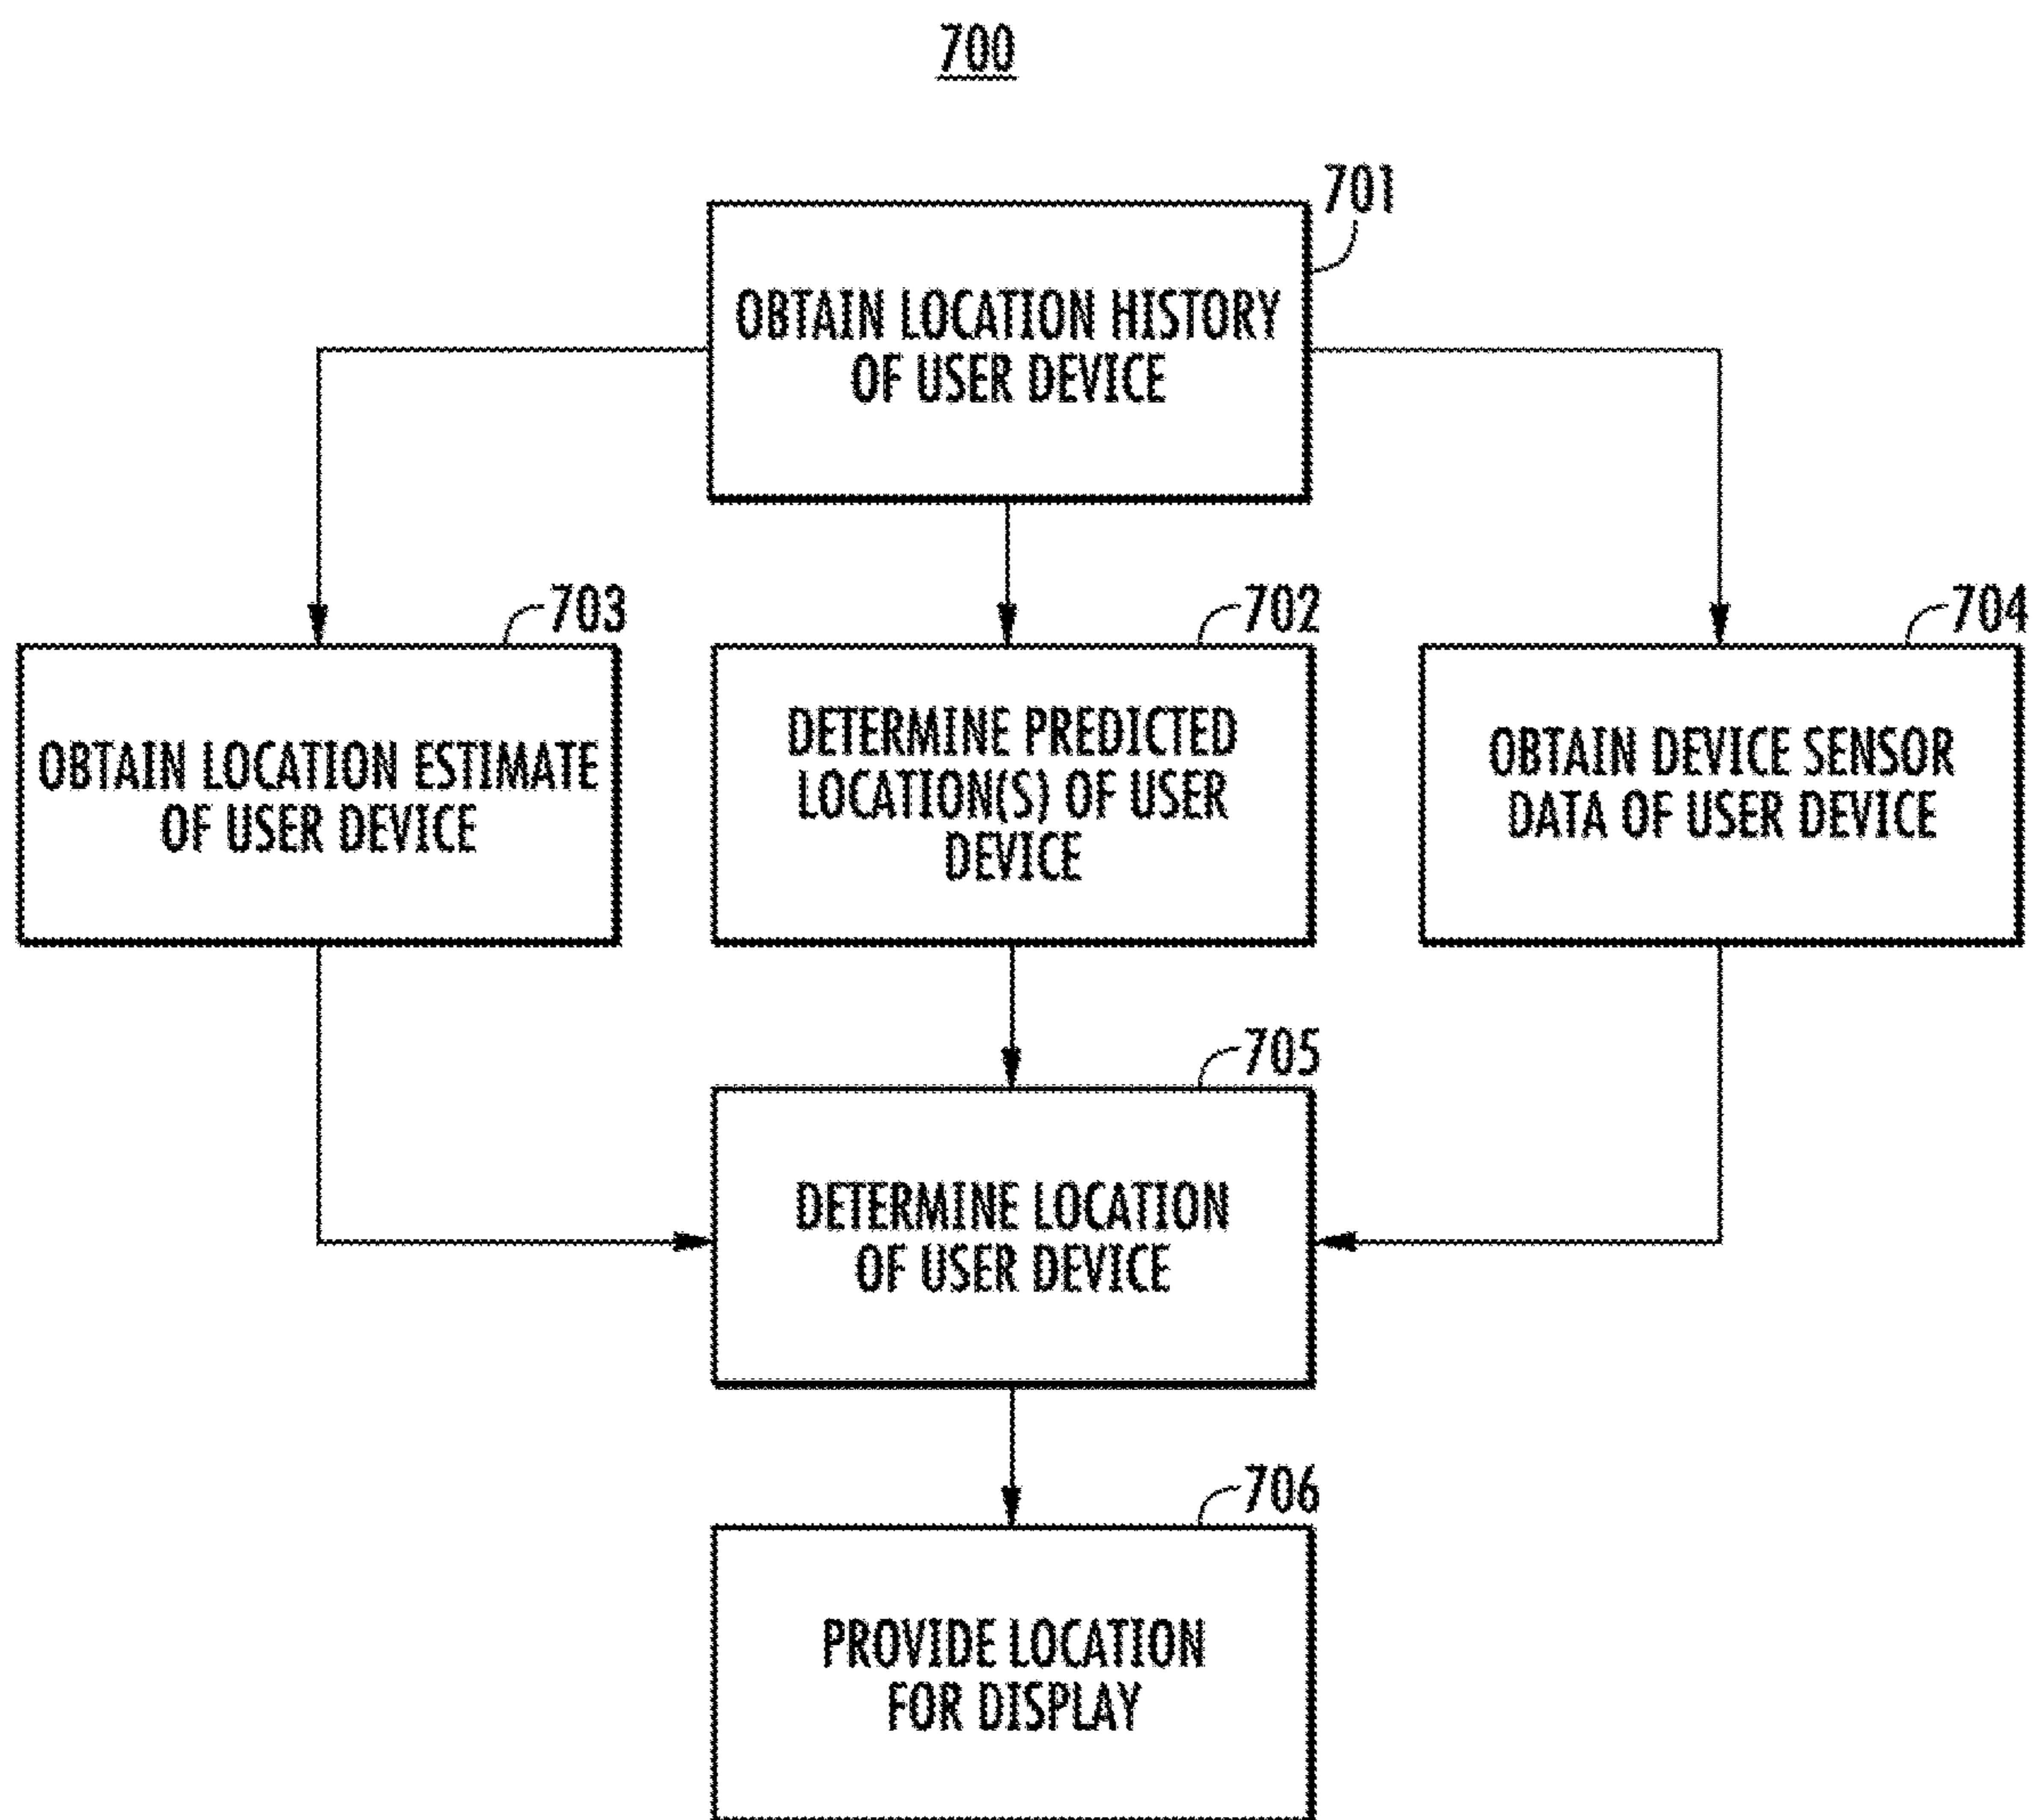 700
701
OBTAIN LOCATION HISTORY
OF USER DEVICE
703
OBTAIN LOCATION ESTIMATE
OF USER DEVICE
702
DETERMINE PREDICTED
LOCATION(S) OF USER
DEVICE
704
OBTAIN DEVICE SENSOR
DATA OF USER DEVICE
705
DETERMINE LOCATION
OF USER DEVICE
706
PROVIDE LOCATION
FOR DISPLAY